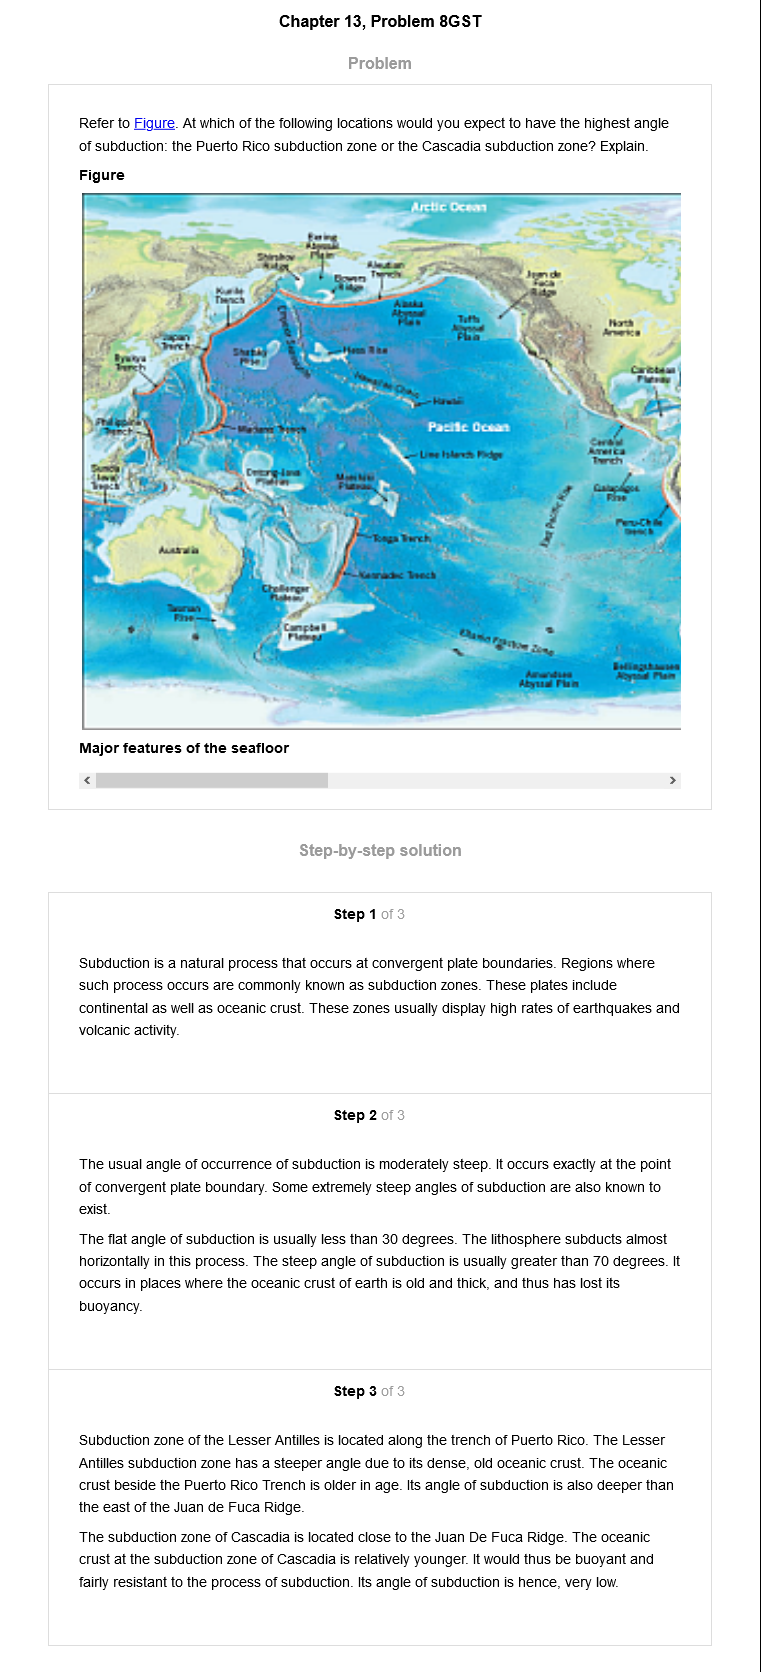 Chapter 13, Problem 8GST
Problem
Refer to Figure. At which of the following locations would you expect to have the highest angle
of subduction: the Puerto Rico subduction zone or the Cascadia subduction zone? Explain.
Figure
Arctic Ocean
Bering
Abyssal
Plain
Shirshov
Ridge
Bowers
Ridge
Aleutian
Trench
Juan de
Fuca
Ridge
Kurile
Trench
Alaska
Abyssal
Plain
Tufts
Abyssal
Plain
North
America
Emperor Seamounts
Japan
Trench
Shatsky
Rise
Hess Rise
Ryukyu
Trench
Caribbean
Plateau
Hawaiian Chain
Hawaii
Philippine
Trench
Mariana Trench
Pacific Ocean
Central
America
Trench
Line Islands Ridge
Sunda
(Java)
Trench
Ontong-Java
Plateau
Manihiki
Plateau
Galapagos
Rise
East Pacific Rise
Peru-Chile
trench
Tonga Trench
Australia
Kermadec Trench
Challenger
Plateau
Tasman
Rise
Campbell
Plateau
Eltanin Fracture Zone
Amundsen
Abyssal Plain
Bellingshausen
Abyssal Plain
Major features of the seafloor
Step-by-step solution
Step 1 of 3
Subduction is a natural process that occurs at convergent plate boundaries. Regions where
such process occurs are commonly known as subduction zones. These plates include
continental as well as oceanic crust. These zones usually display high rates of earthquakes and
volcanic activity.
Step 2 of 3
The usual angle of occurrence of subduction is moderately steep. It occurs exactly at the point
of convergent plate boundary. Some extremely steep angles of subduction are also known to
exist.
The flat angle of subduction is usually less than 30 degrees. The lithosphere subducts almost
horizontally in this process. The steep angle of subduction is usually greater than 70 degrees. It
occurs in places where the oceanic crust of earth is old and thick, and thus has lost its
buoyancy.
Step 3 of 3
Subduction zone of the Lesser Antilles is located along the trench of Puerto Rico. The Lesser
Antilles subduction zone has a steeper angle due to its dense, old oceanic crust. The oceanic
crust beside the Puerto Rico Trench is older in age. Its angle of subduction is also deeper than
the east of the Juan de Fuca Ridge.
The subduction zone of Cascadia is located close to the Juan De Fuca Ridge. The oceanic
crust at the subduction zone of Cascadia is relatively younger. It would thus be buoyant and
fairly resistant to the process of subduction. Its angle of subduction is hence, very low.